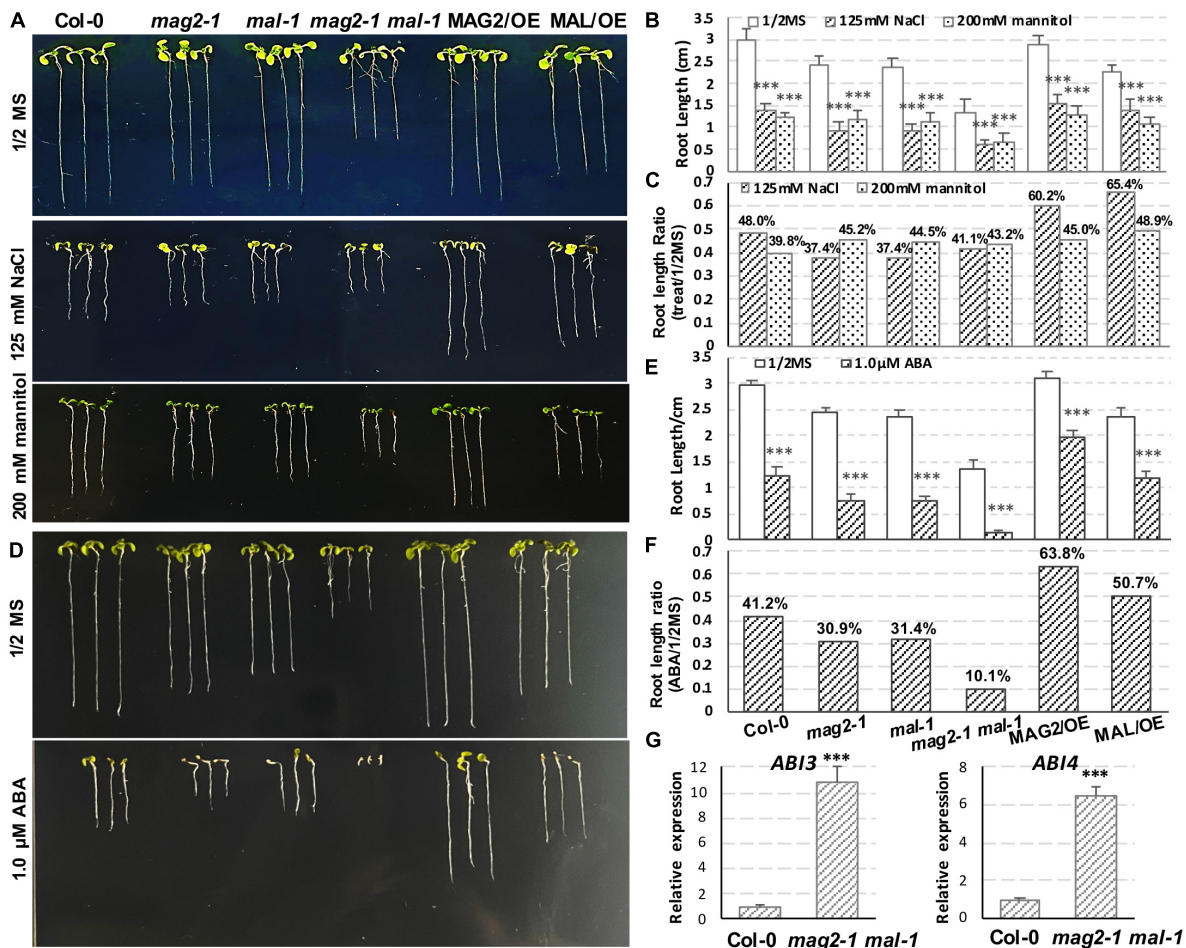 A
Col-0 mag2-1 mal-1 mag2-1 mal-1 MAG2/OE MAL/OE
1/2 MS
125 mM NaCl
200 mM mannitol
B
1/2MS 125mM NaCl 200mM mannitol
Root Length (cm)
3.5
3
2.5
2
1.5
1
0.5
0
*** *** *** *** *** *** *** *** *** *** *** ***
C
125mM NaCl 200mM mannitol
Root length Ratio
(treat/1/2MS)
0.7
0.6
0.5
0.4
0.3
0.2
0.1
0
48.0% 39.8% 37.4% 45.2% 37.4% 44.5% 41.1% 43.2% 60.2% 45.0% 65.4% 48.9%
D
1/2 MS
1.0 µM ABA
E
1/2MS 1.0µM ABA
Root Length/cm
3.5
3
2.5
2
1.5
1
0.5
0
*** *** *** *** *** ***
F
Root length ratio
(ABA/1/2MS)
0.7
0.6
0.5
0.4
0.3
0.2
0.1
0
41.2% 30.9% 31.4% 10.1% 63.8% 50.7%
Col-0 mag2-1 mal-1 mag2-1 mal-1 MAG2/OE MAL/OE
G
ABI3
Relative expression
12
10
8
6
4
2
0
***
Col-0 mag2-1 mal-1
ABI4
Relative expression
8
6
4
2
0
***
Col-0 mag2-1 mal-1